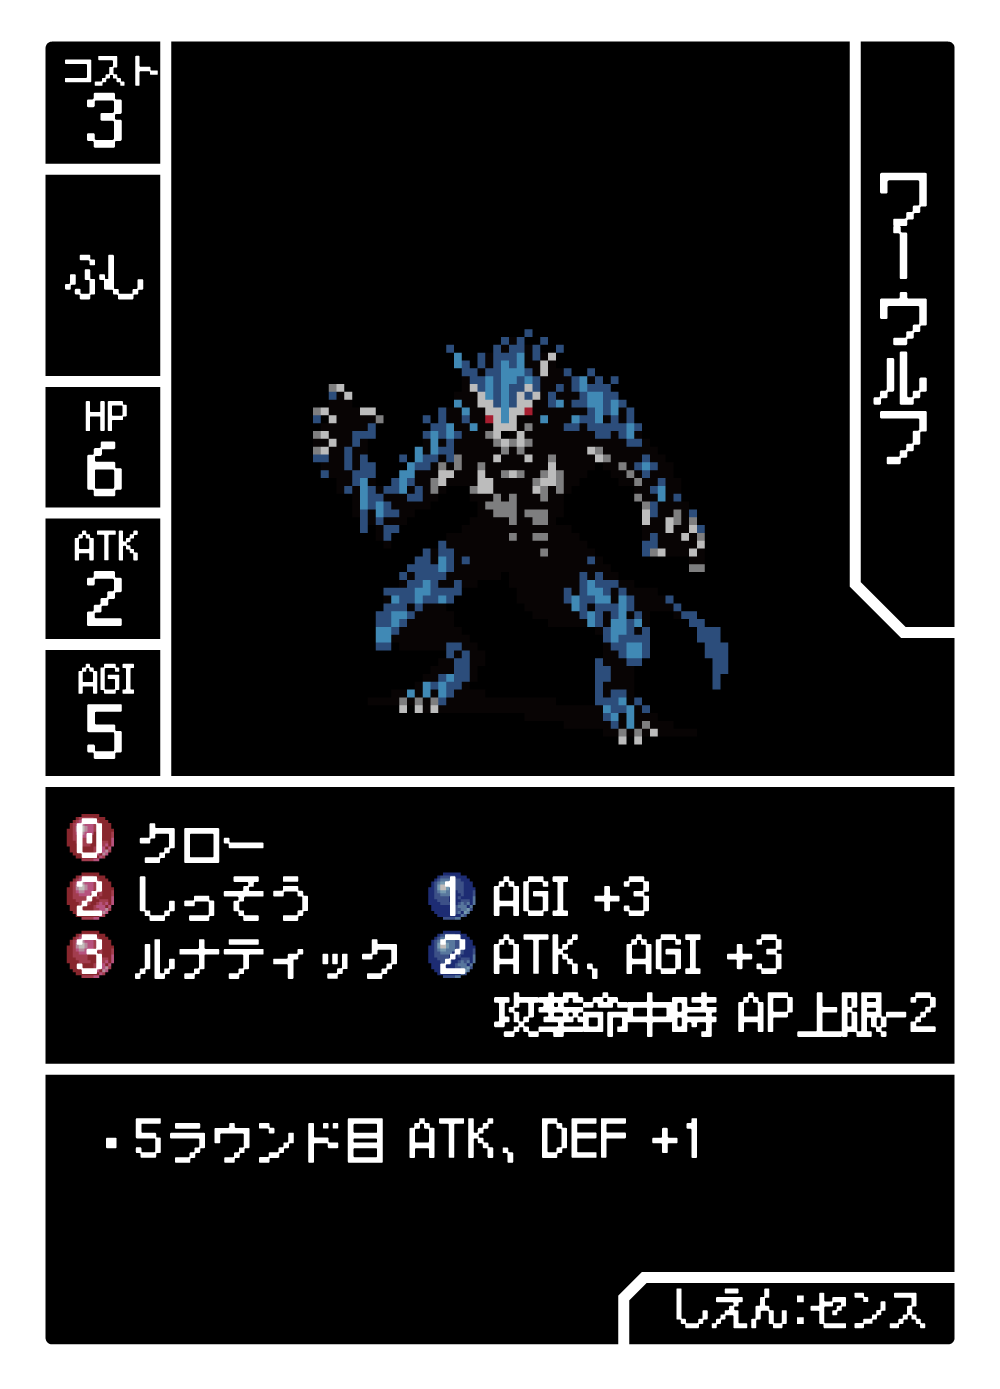 コスト
3
ぶし
HP
6
ATK
2
AGI
5
ワーウルフ
0 クロー
2 しっそう 1 AGI +3
3 ルナティック 2 ATK、AGI +3
攻撃命中時 AP上限-2
・5ラウンド目 ATK、DEF +1
しえん:センス